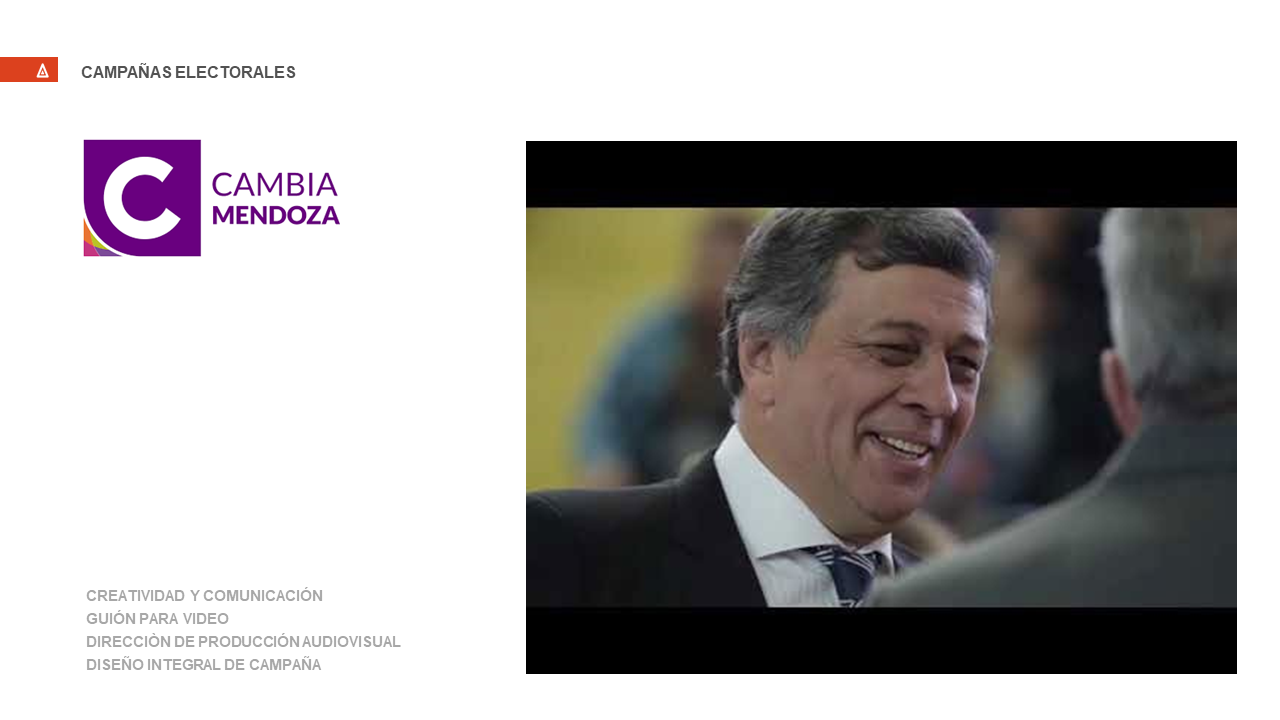 CAMPAÑAS ELECTORALES
CAMBIA
MENDOZA
CREATIVIDAD Y COMUNICACIÓN
GUIÓN PARA VIDEO
DIRECCIÒN DE PRODUCCIÓN AUDIOVISUAL
DISEÑO INTEGRAL DE CAMPAÑA